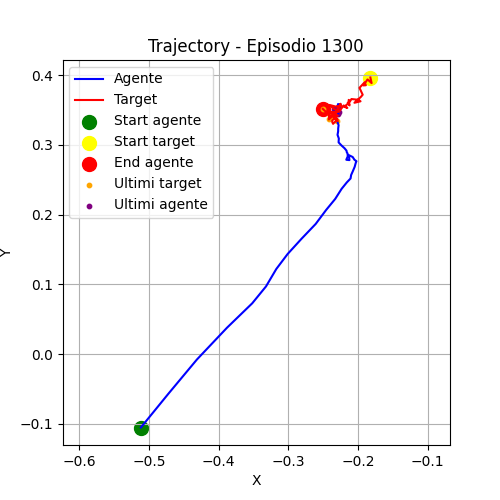 Trajectory - Episodio 1300
Agente
Target
Start agente
Start target
End agente
Ultimi target
Ultimi agente
0.4
0.3
0.2
0.1
0.0
−0.1
Y
−0.6 −0.5 −0.4 −0.3 −0.2 −0.1
X